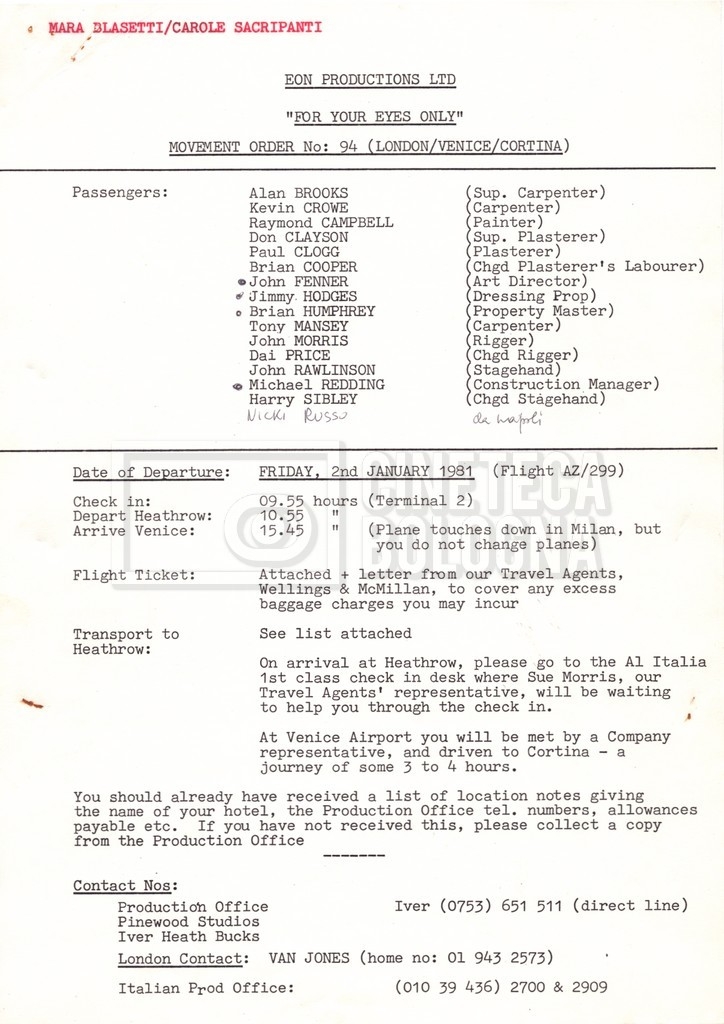 MARA BLASETTI/CAROLE SACRIPANTI
EON PRODUCTIONS LTD
"FOR YOUR EYES ONLY"
MOVEMENT ORDER No: 94 (LONDON/VENICE/CORTINA)
Passengers: Alan BROOKS (Sup. Carpenter)
Kevin CROWE (Carpenter)
Raymond CAMPBELL (Painter)
Don CLAYSON (Sup. Plasterer)
Paul CLOGG (Plasterer)
Brian COOPER (Chgd Plasterer's Labourer)
John FENNER (Art Director)
Jimmy HODGES (Dressing Prop)
Brian HUMPHREY (Property Master)
Tony MANSEY (Carpenter)
John MORRIS (Rigger)
Dai PRICE (Chgd Rigger)
John RAWLINSON (Stagehand)
Michael REDDING (Construction Manager)
Harry SIBLEY (Chgd Stagehand)
Nicki Russo da Napoli
Date of Departure: FRIDAY, 2nd JANUARY 1981 (Flight AZ/299)
Check in: 09.55 hours (Terminal 2)
Depart Heathrow: 10.55 "
Arrive Venice: 15.45 " (Plane touches down in Milan, but
you do not change planes)
CINETECA
BOLOGNA
Flight Ticket: Attached + letter from our Travel Agents,
Wellings & McMillan, to cover any excess
baggage charges you may incur
Transport to See list attached
Heathrow:
On arrival at Heathrow, please go to the Al Italia
1st class check in desk where Sue Morris, our
Travel Agents' representative, will be waiting
to help you through the check in.
At Venice Airport you will be met by a Company
representative, and driven to Cortina - a
journey of some 3 to 4 hours.
You should already have received a list of location notes giving
the name of your hotel, the Production Office tel. numbers, allowances
payable etc. If you have not received this, please collect a copy
from the Production Office
-------
Contact Nos:
Production Office Iver (0753) 651 511 (direct line)
Pinewood Studios
Iver Heath Bucks
London Contact: VAN JONES (home no: 01 943 2573)
Italian Prod Office: (010 39 436) 2700 & 2909